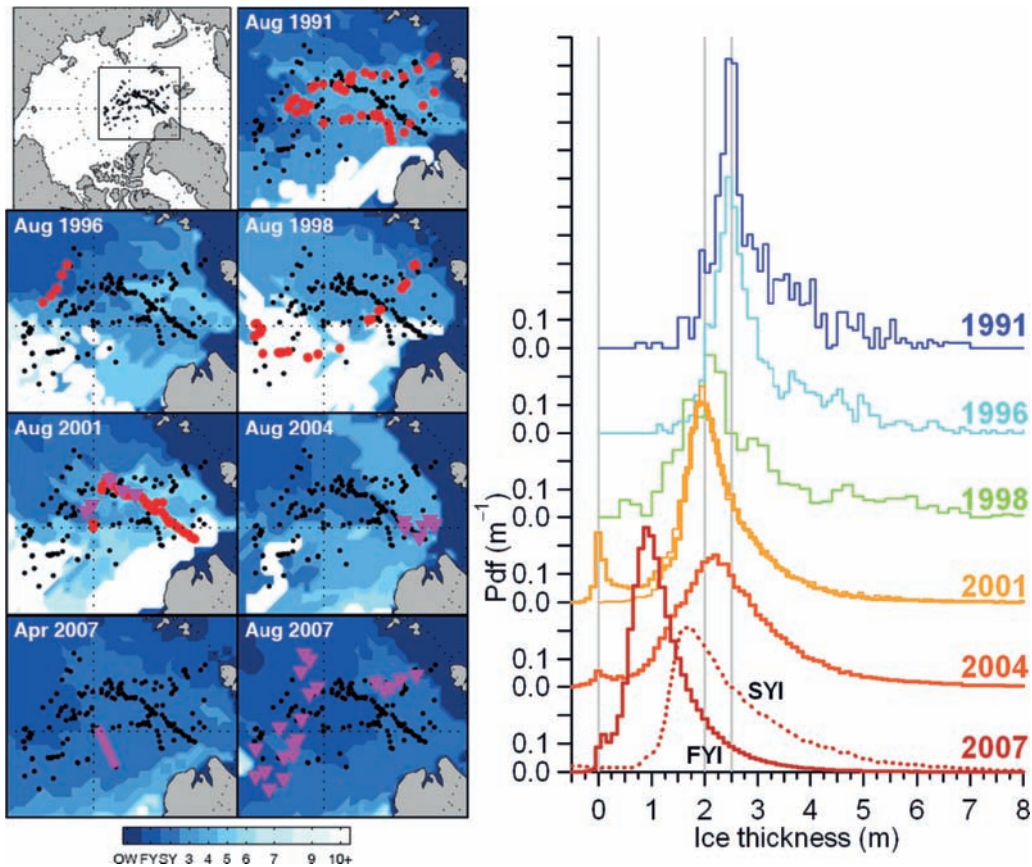 Aug 1991
Aug 1996
Aug 1998
Aug 2001
Aug 2004
Apr 2007
Aug 2007
OW FY SY 3 4 5 6 7 9 10+
Pdf (m⁻¹)
0.1
0.0
1991
0.1
0.0
1996
0.1
0.0
1998
0.1
0.0
2001
0.1
0.0
2004
0.1
0.0
2007
SYI
FYI
0 1 2 3 4 5 6 7 8
Ice thickness (m)